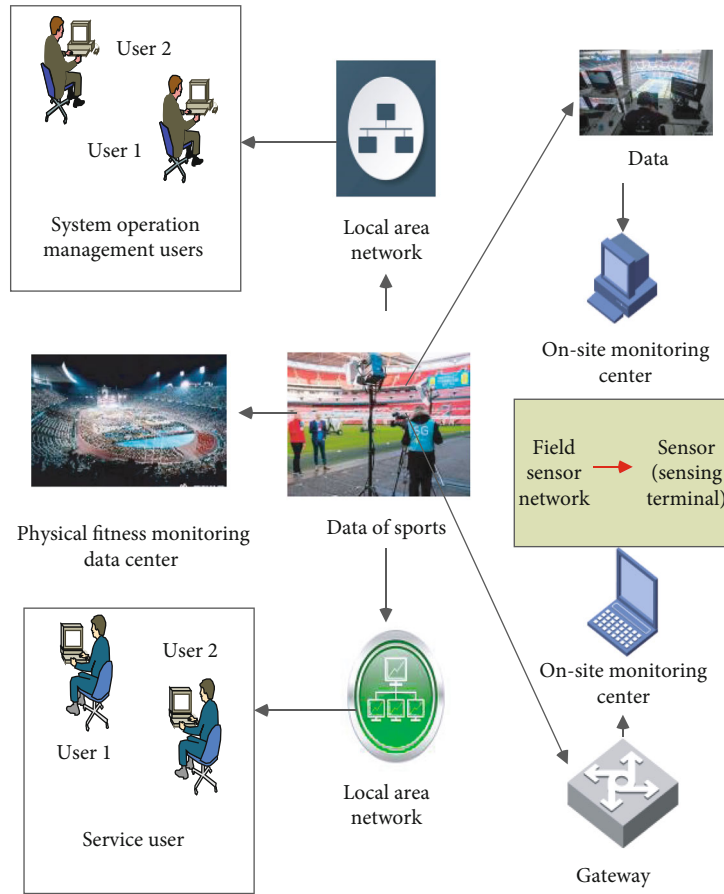 User 2
User 1
System operation
management users
Local area
network
Data
On-site monitoring
center
Physical fitness monitoring
data center
Data of sports
5G
Field
sensor
network
Sensor
(sensing
terminal)
On-site monitoring
center
User 2
User 1
Service user
Local area
network
Gateway